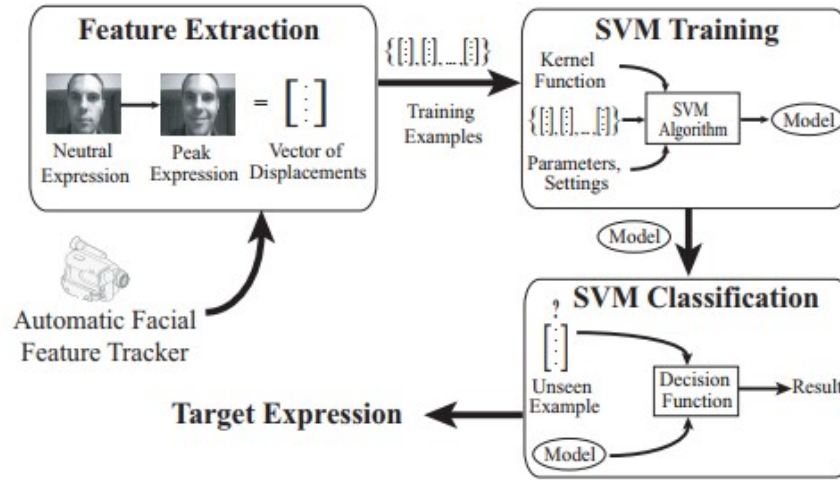 Feature Extraction
Neutral
Expression
Peak
Expression
=
Vector of
Displacements
Automatic Facial
Feature Tracker
{[⋮],[⋮],...,[⋮]}
Training
Examples
SVM Training
Kernel
Function
{[⋮],[⋮],...,[⋮]}
Parameters,
Settings
SVM
Algorithm
Model
Model
SVM Classification
?
Unseen
Example
Model
Decision
Function
Result
Target Expression